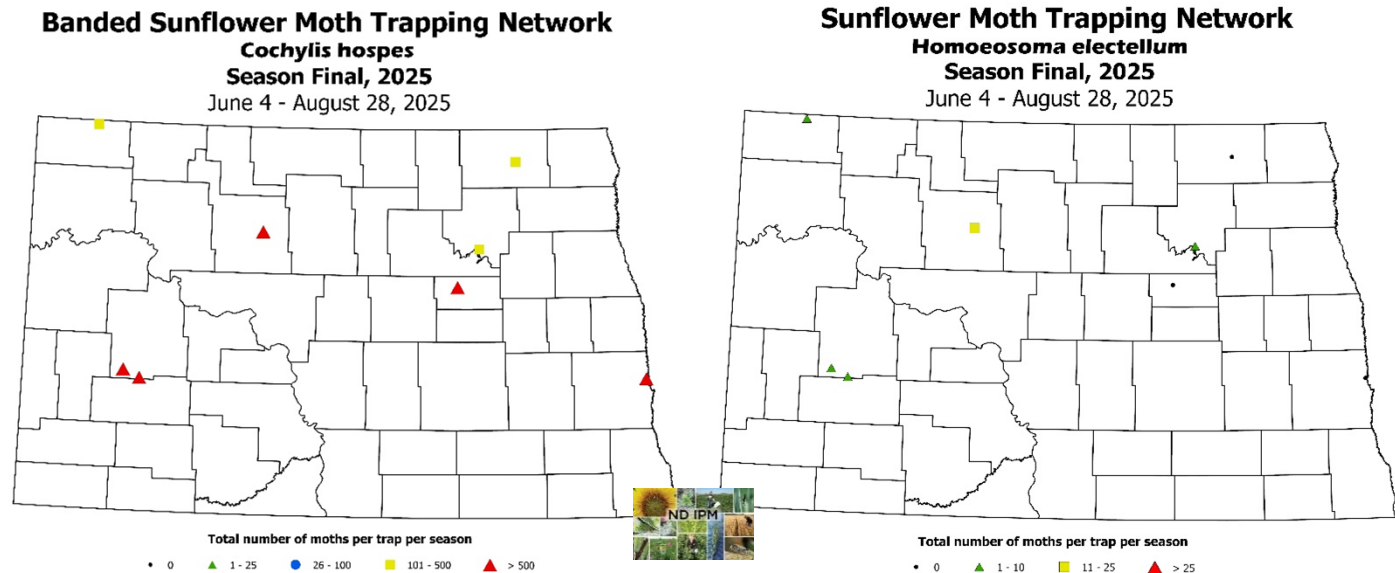 Banded Sunflower Moth Trapping Network
Cochylis hospes
Season Final, 2025
June 4 - August 28, 2025
Total number of moths per trap per season
0 1 - 25 26 - 100 101 - 500 > 500
Sunflower Moth Trapping Network
Homoeosoma electellum
Season Final, 2025
June 4 - August 28, 2025
Total number of moths per trap per season
0 1 - 10 11 - 25 > 25
ND IPM